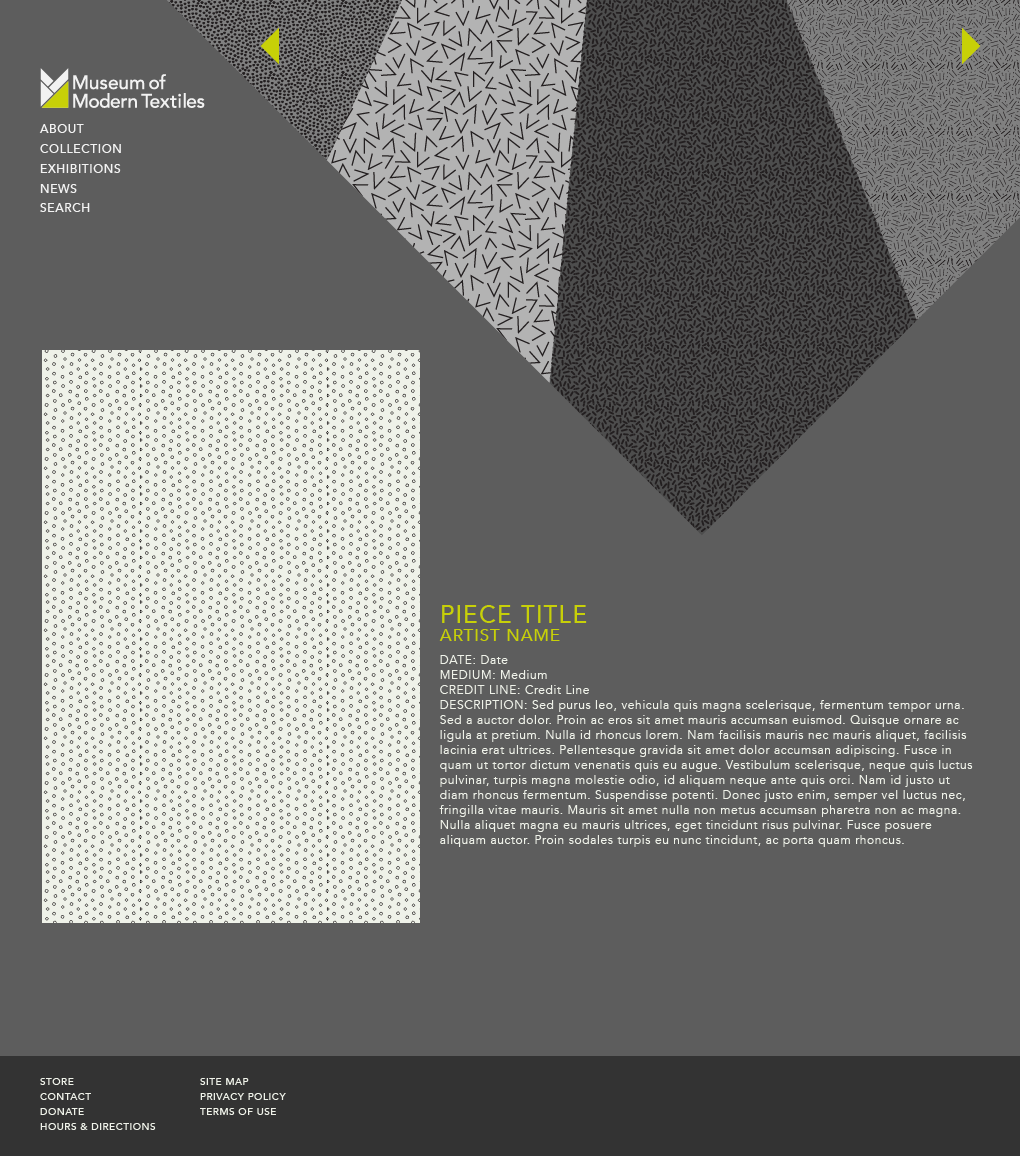 Museum of
Modern Textiles
ABOUT
COLLECTION
EXHIBITIONS
NEWS
SEARCH
PIECE TITLE
ARTIST NAME
DATE: Date
MEDIUM: Medium
CREDIT LINE: Credit Line
DESCRIPTION: Sed purus leo, vehicula quis magna scelerisque, fermentum tempor urna.
Sed a auctor dolor. Proin ac eros sit amet mauris accumsan euismod. Quisque ornare ac
ligula at pretium. Nulla id rhoncus lorem. Nam facilisis mauris nec mauris aliquet, facilisis
lacinia erat ultrices. Pellentesque gravida sit amet dolor accumsan adipiscing. Fusce in
quam ut tortor dictum venenatis quis eu augue. Vestibulum scelerisque, neque quis luctus
pulvinar, turpis magna molestie odio, id aliquam neque ante quis orci. Nam id justo ut
diam rhoncus fermentum. Suspendisse potenti. Donec justo enim, semper vel luctus nec,
fringilla vitae mauris. Mauris sit amet nulla non metus accumsan pharetra non ac magna.
Nulla aliquet magna eu mauris ultrices, eget tincidunt risus pulvinar. Fusce posuere
aliquam auctor. Proin sodales turpis eu nunc tincidunt, ac porta quam rhoncus.
STORE
CONTACT
DONATE
HOURS & DIRECTIONS
SITE MAP
PRIVACY POLICY
TERMS OF USE